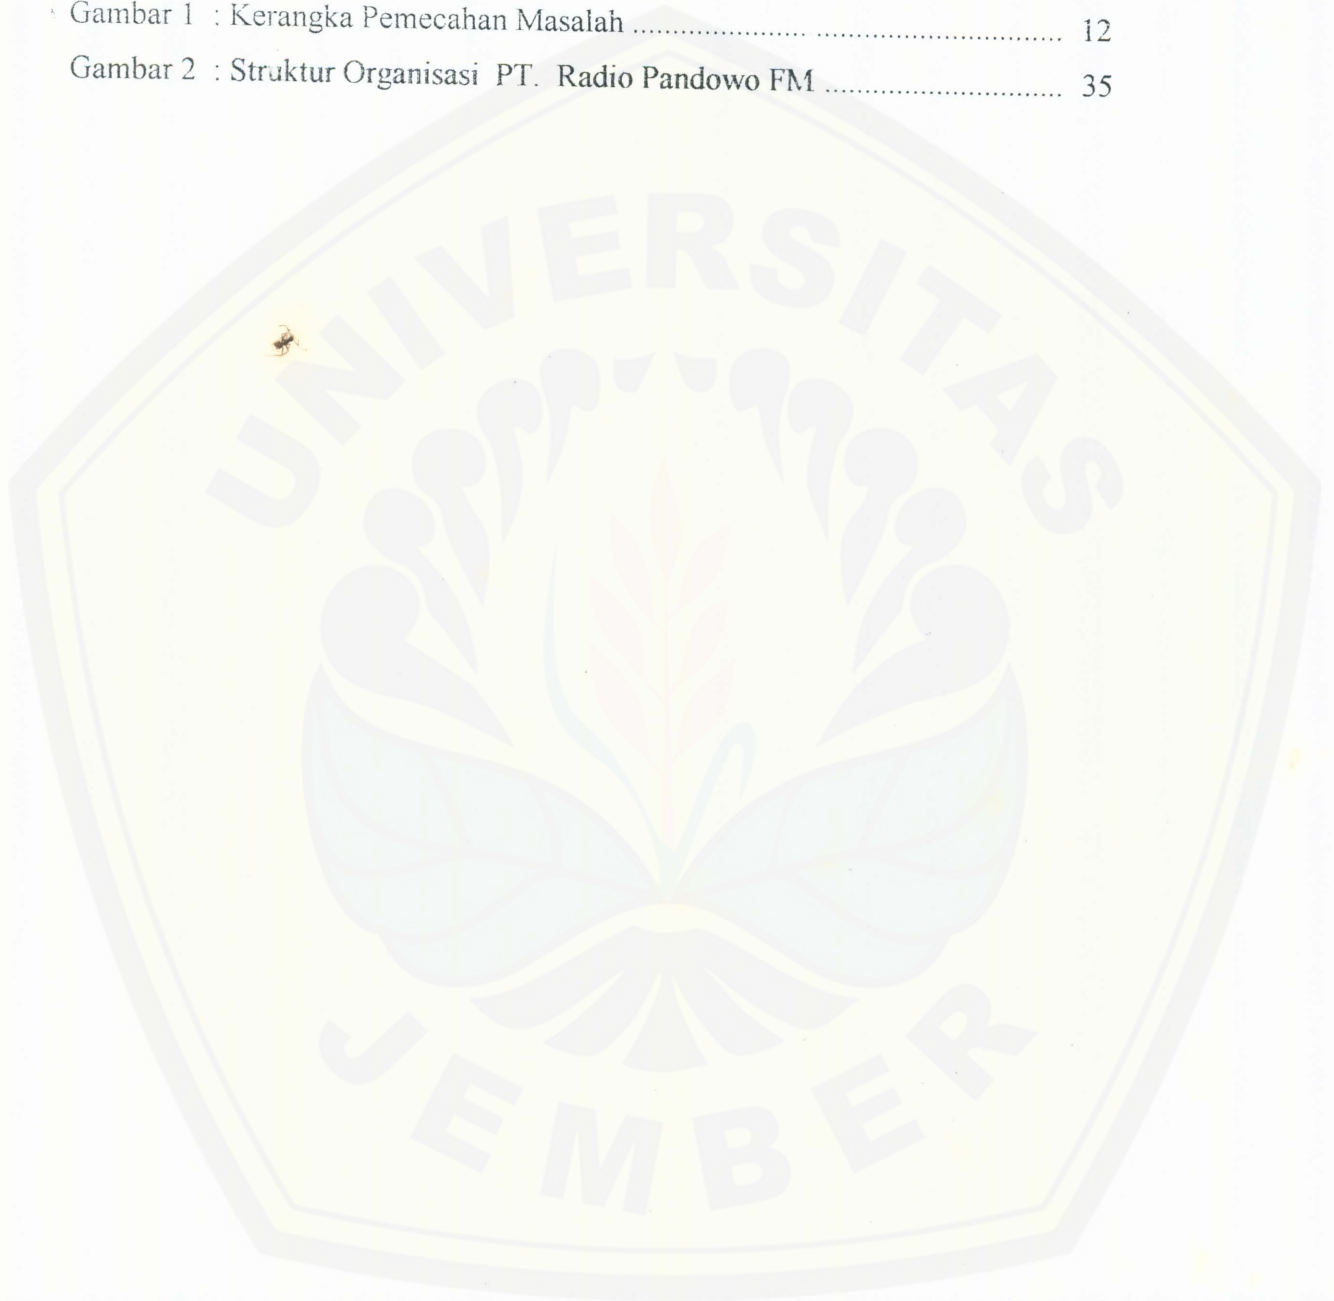 Gambar 1 : Kerangka Pemecahan Masalah ........................................................ 12
Gambar 2 : Struktur Organisasi PT. Radio Pandowo FM .............................. 35
UNIVERSITAS
JEMBER